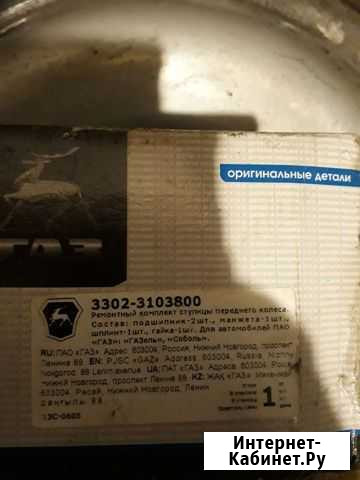 оригинальные детали
ГАЗ
3302-3103800
Ремонтный комплект ступицы переднего колеса.
Состав: подшипник-2шт., манжета-1шт.,
шплинт-1шт., гайка-1шт. Для автомобилей ПАО
«ГАЗ»: «ГАЗель», «Соболь».
RU: ПАО «ГАЗ» Адрес: 603004, Россия, Нижний Новгород, проспект
Ленина 88. EN: PJSC «GAZ» Address: 603004, Russia, Nizhny
Novgorod, 88 Lenin avenue. UA: ПАТ «ГАЗ» Адреса: 603004, Росія
Нижній Новгород, проспект Леніна 88. KZ: ЖАҚ «ГАЗ»
603004, Ресей, Нижний Новгород, Ленин
даңғылы, 88.
1
Интернет-
Кабинет.Ру